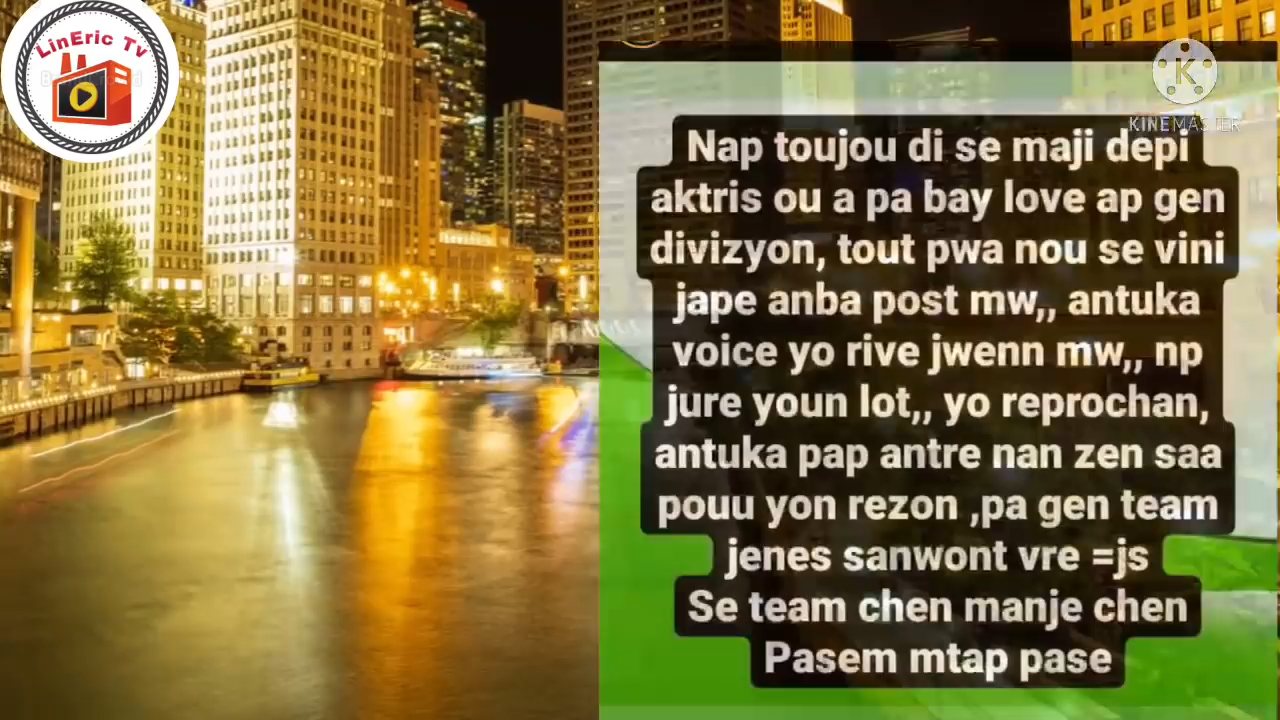 LinEric Tv
KINEMASTER
Nap toujou di se maji depi
aktris ou a pa bay love ap gen
divizyon, tout pwa nou se vini
jape anba post mw,, antuka
voice yo rive jwenn mw,, np
jure youn lot,, yo reprochan,
antuka pap antre nan zen saa
pouu yon rezon ,pa gen team
jenes sanwont vre =js
Se team chen manje chen
Pasem mtap pase